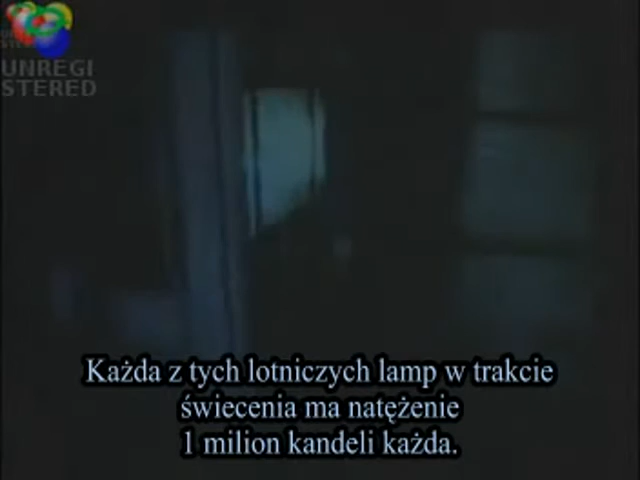 UNREGI
STERED
Każda z tych lotniczych lamp w trakcie
świecenia ma natężenie
1 milion kandeli każda.